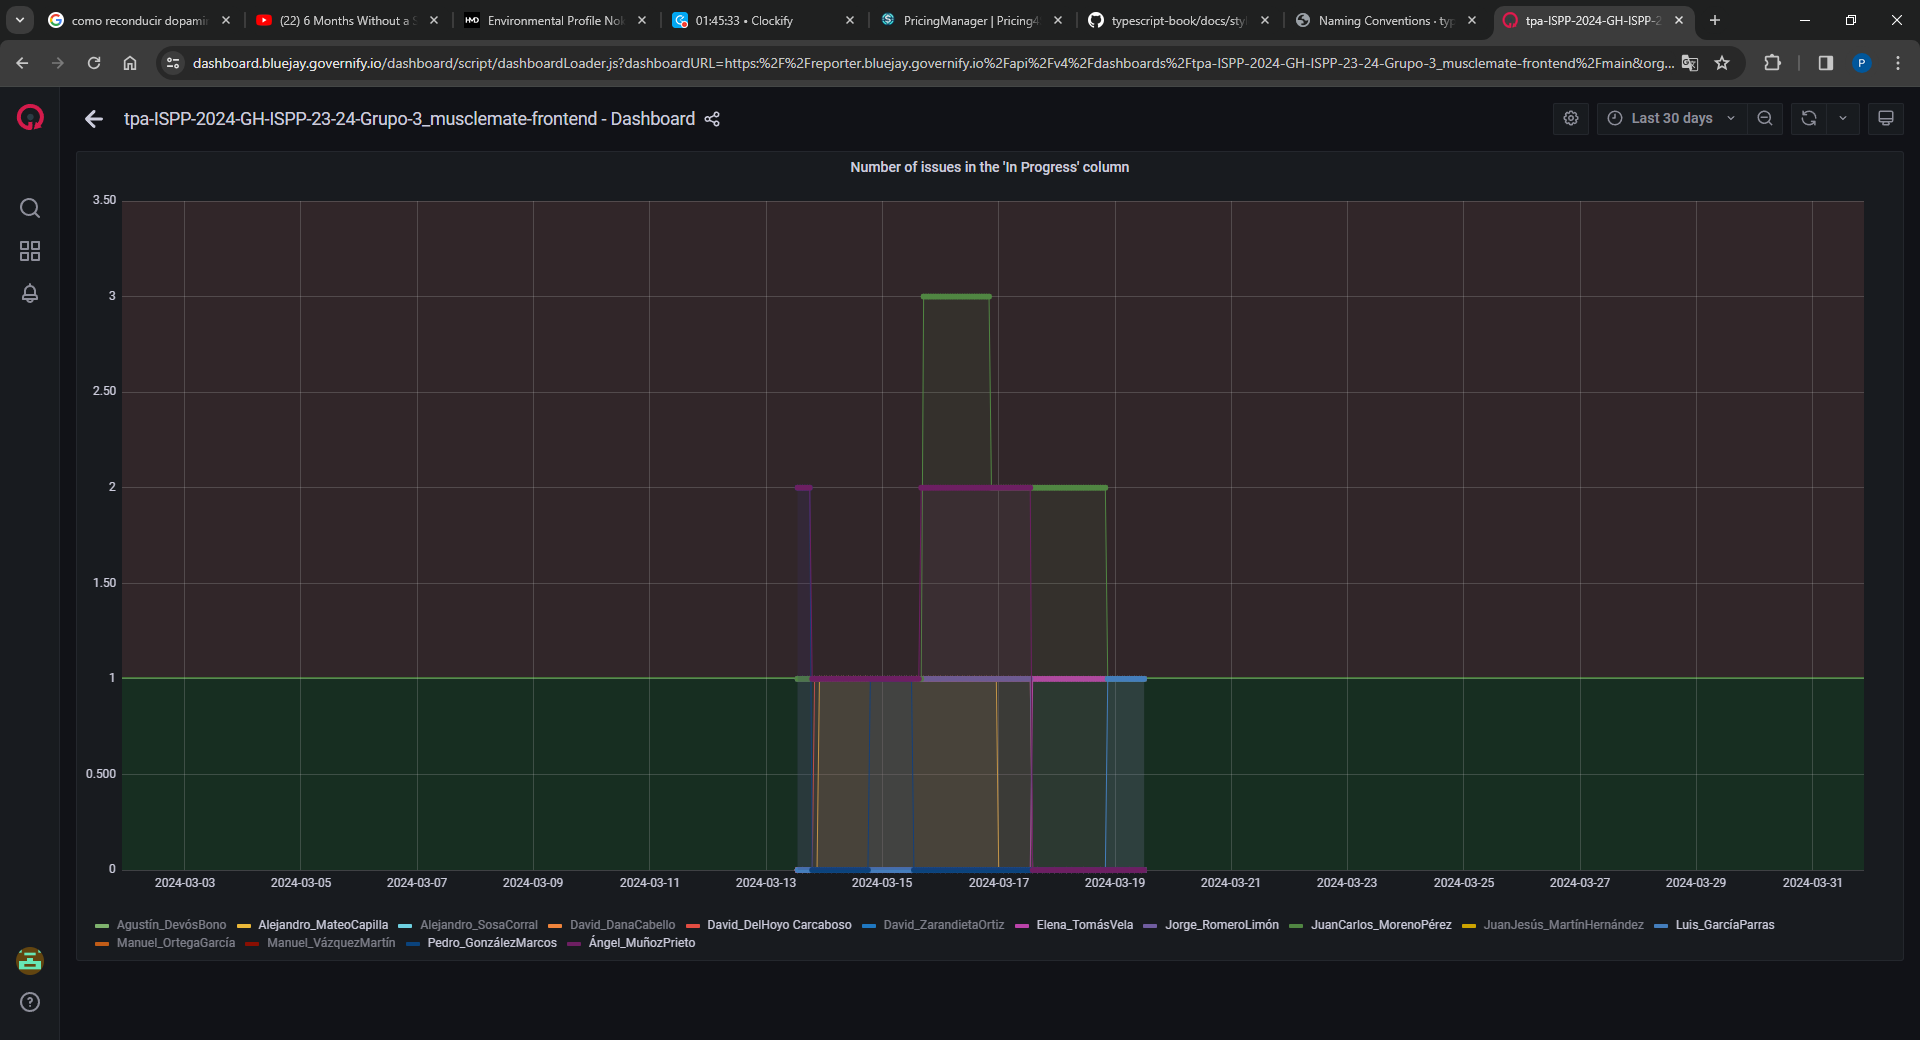 como reconducir dopami
(22) 6 Months Without a S
HMD Environmental Profile Nok
01:45:33 • Clockify
PricingManager | Pricing4
typescript-book/docs/styl
Naming Conventions · typ
tpa-ISPP-2024-GH-ISPP-2
dashboard.bluejay.governify.io/dashboard/script/dashboardLoader.js?dashboardURL=https:%2F%2Freporter.bluejay.governify.io%2Fapi%2Fv4%2Fdashboards%2Ftpa-ISPP-2024-GH-ISPP-23-24-Grupo-3_musclemate-frontend%2Fmain&org...
P
tpa-ISPP-2024-GH-ISPP-23-24-Grupo-3_musclemate-frontend - Dashboard
Last 30 days
Number of issues in the 'In Progress' column
3.50
3
2.50
2
1.50
1
0.500
0
2024-03-03 2024-03-05 2024-03-07 2024-03-09 2024-03-11 2024-03-13 2024-03-15 2024-03-17 2024-03-19 2024-03-21 2024-03-23 2024-03-25 2024-03-27 2024-03-29 2024-03-31
Agustín_DevósBono Alejandro_MateoCapilla Alejandro_SosaCorral David_DanaCabello David_DelHoyo Carcaboso David_ZarandietaOrtiz Elena_TomásVela Jorge_RomeroLimón JuanCarlos_MorenoPérez JuanJesús_MartínHernández Luis_GarcíaParras
Manuel_OrtegaGarcía Manuel_VázquezMartín Pedro_GonzálezMarcos Ángel_MuñozPrieto